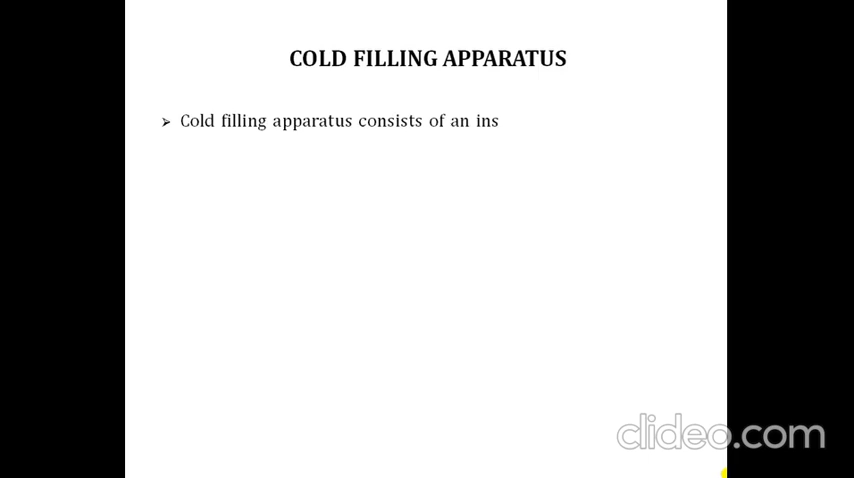 COLD FILLING APPARATUS
➢ Cold filling apparatus consists of an ins
clideo.com